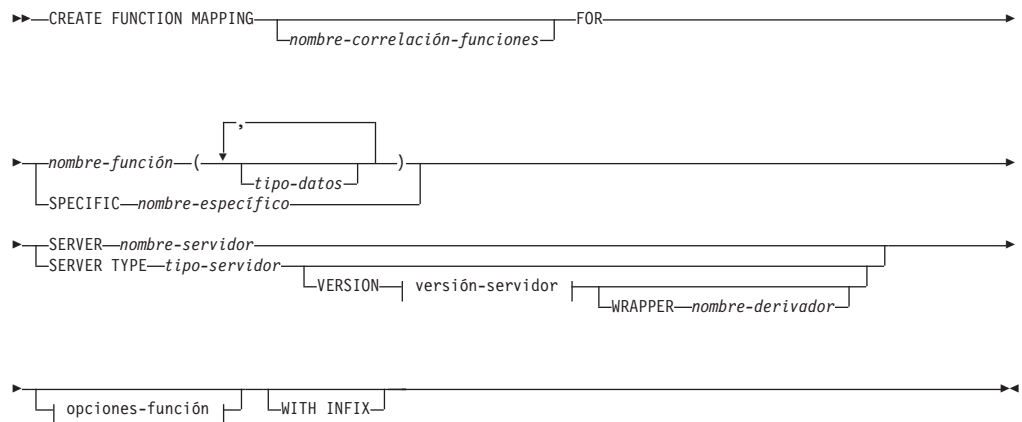 CREATE FUNCTION MAPPING FOR
nombre-correlación-funciones
,
nombre-función ( )
tipo-datos
SPECIFIC nombre-específico
SERVER nombre-servidor
SERVER TYPE tipo-servidor
VERSION versión-servidor
WRAPPER nombre-derivador
opciones-función WITH INFIX